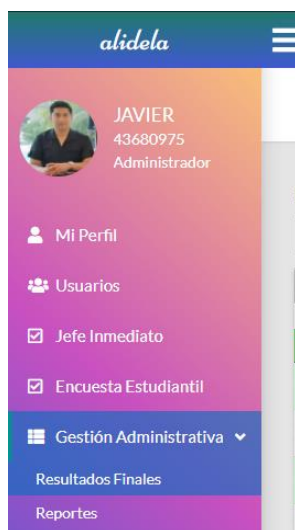 alidela
JAVIER
43680975
Administrador
Mi Perfil
Usuarios
Jefe Inmediato
Encuesta Estudiantil
Gestión Administrativa
Resultados Finales
Reportes